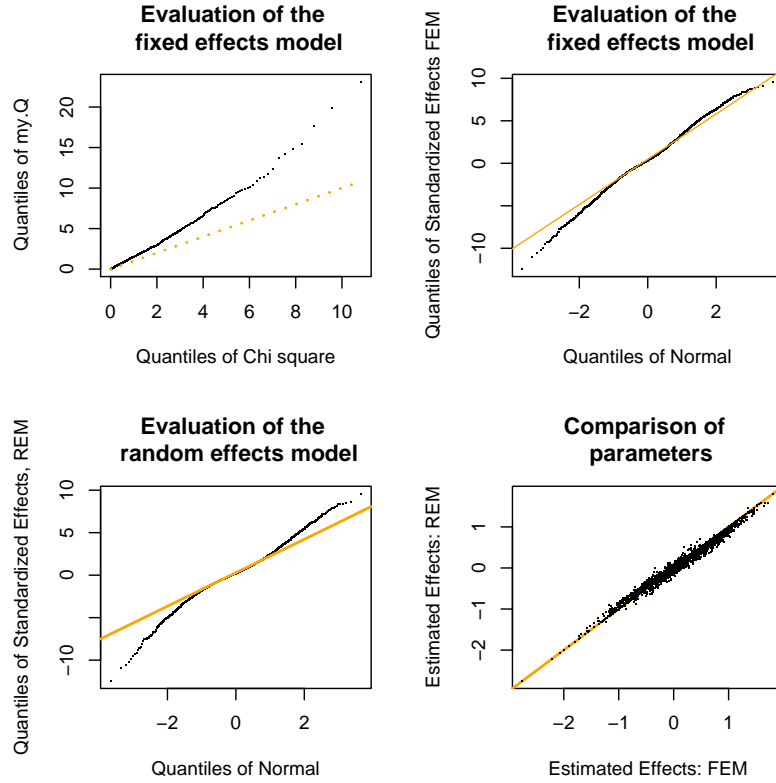 Evaluation of the
fixed effects model
Quantiles of my.Q
20
15
10
5
0
0 2 4 6 8 10
Quantiles of Chi square
Evaluation of the
fixed effects model
Quantiles of Standardized Effects FEM
10
5
0
−10
−2 0 2
Quantiles of Normal
Evaluation of the
random effects model
Quantiles of Standardized Effects, REM
10
5
0
−10
−2 0 2
Quantiles of Normal
Comparison of
parameters
Estimated Effects: REM
1
0
−1
−2
−2 −1 0 1
Estimated Effects: FEM